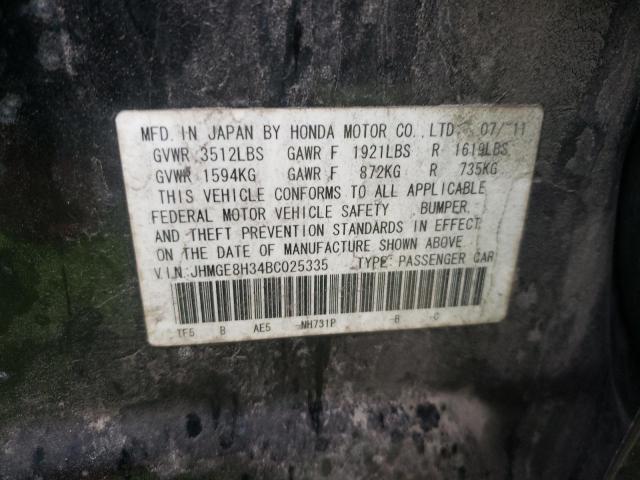 MFD. IN JAPAN BY HONDA MOTOR CO., LTD. 07/11
GVWR 3512LBS GAWR F 1921LBS R 1619LBS
GVWR 1594KG GAWR F 872KG R 735KG
THIS VEHICLE CONFORMS TO ALL APPLICABLE
FEDERAL MOTOR VEHICLE SAFETY, BUMPER,
AND THEFT PREVENTION STANDARDS IN EFFECT
ON THE DATE OF MANUFACTURE SHOWN ABOVE.
V.I.N: JHMGE8H34BC025335 TYPE: PASSENGER CAR
TF5 B AE5 -NH731P -B -C